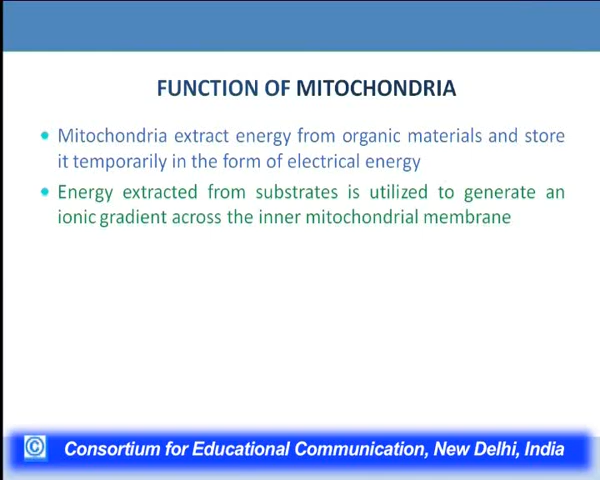 FUNCTION OF MITOCHONDRIA
Mitochondria extract energy from organic materials and store
it temporarily in the form of electrical energy
Energy extracted from substrates is utilized to generate an
ionic gradient across the inner mitochondrial membrane
© Consortium for Educational Communication, New Delhi, India